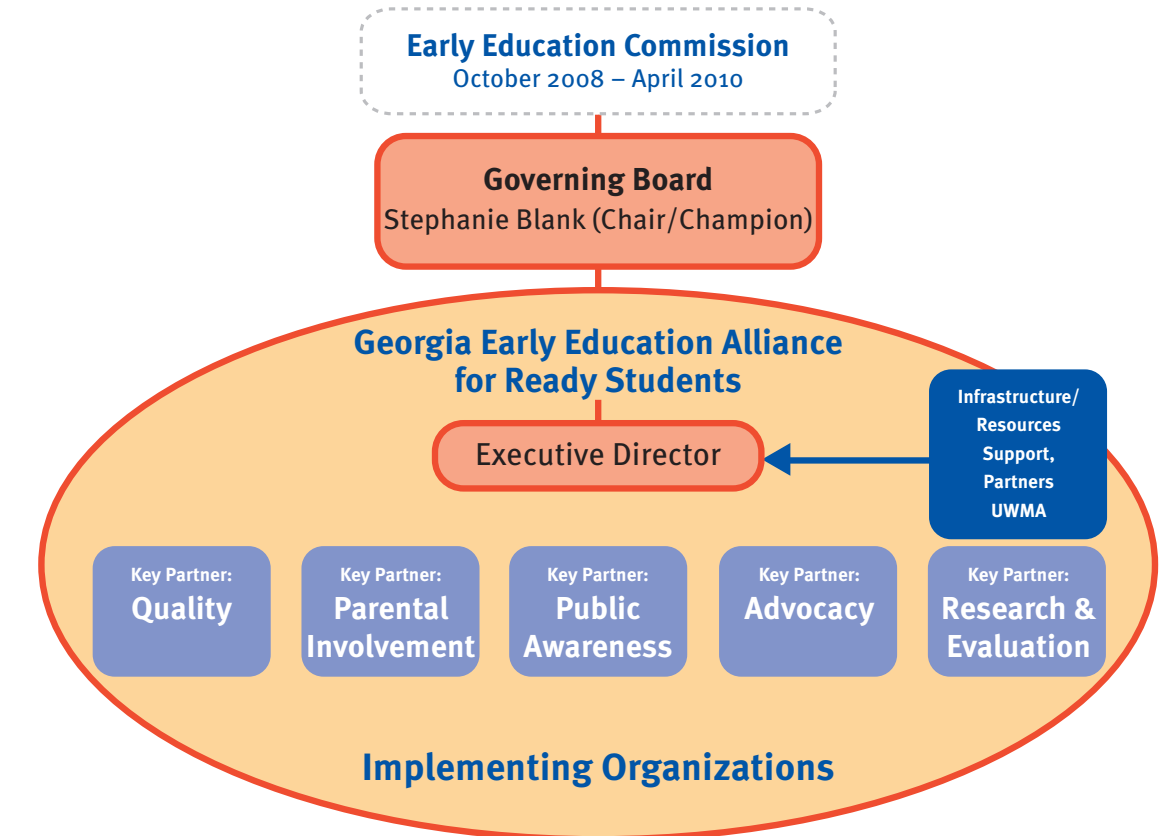 Early Education Commission
October 2008 – April 2010
Governing Board
Stephanie Blank (Chair/Champion)
Georgia Early Education Alliance
for Ready Students
Executive Director
Infrastructure/
Resources
Support,
Partners
UWMA
Key Partner:
Quality
Key Partner:
Parental
Involvement
Key Partner:
Public
Awareness
Key Partner:
Advocacy
Key Partner:
Research &
Evaluation
Implementing Organizations